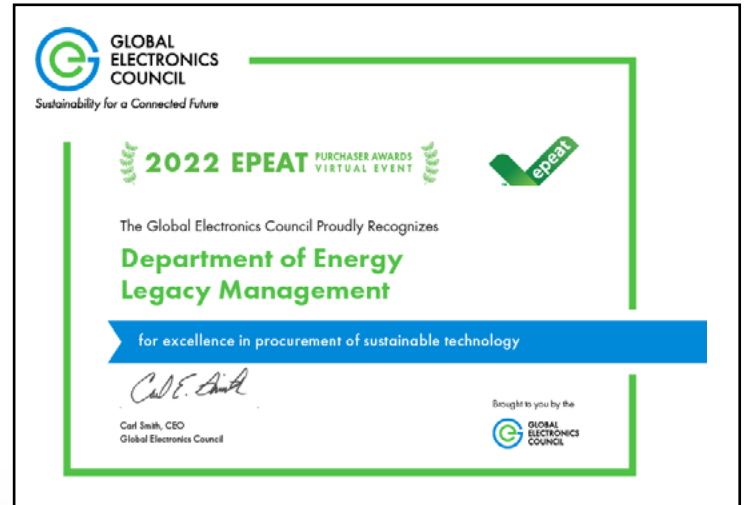 GLOBAL
ELECTRONICS
COUNCIL
Sustainability for a Connected Future
2022 EPEAT PURCHASER AWARDS
VIRTUAL EVENT
epeat
The Global Electronics Council Proudly Recognizes
Department of Energy
Legacy Management
for excellence in procurement of sustainable technology
Carl E. Smith
Carl Smith, CEO
Global Electronics Council
Brought to you by the
GLOBAL
ELECTRONICS
COUNCIL